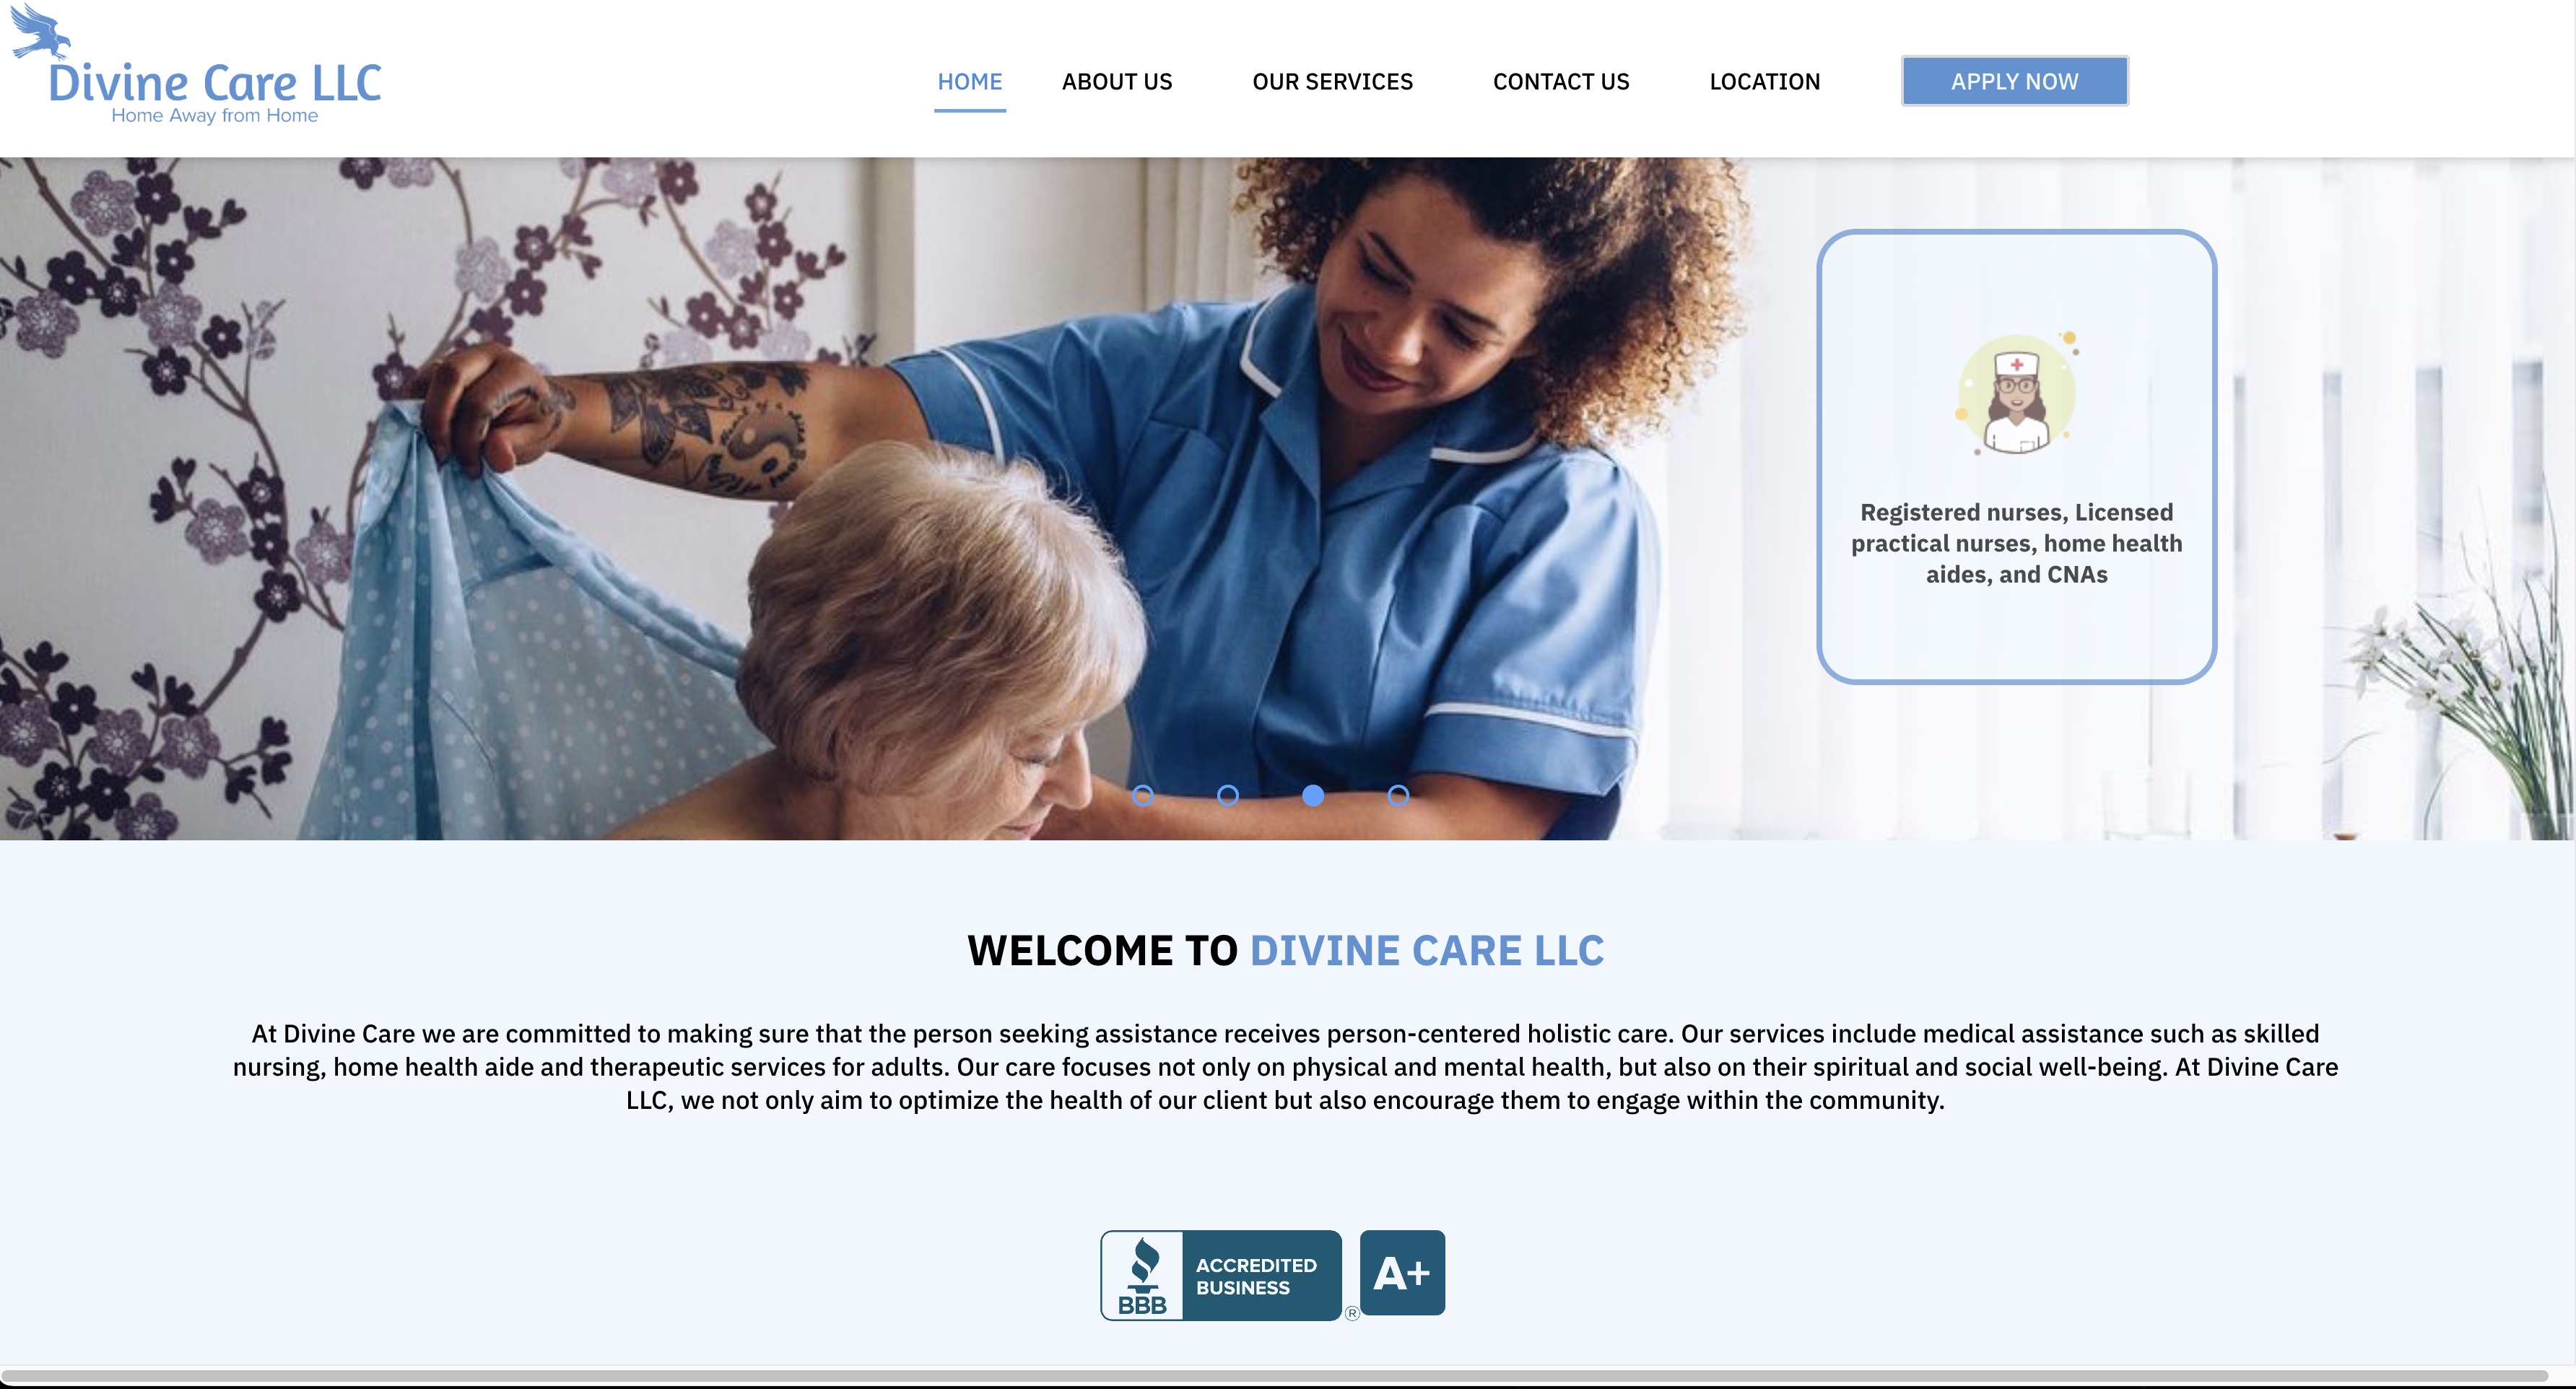 Divine Care LLC
Home Away from Home
HOME ABOUT US OUR SERVICES CONTACT US LOCATION APPLY NOW
Registered nurses, Licensed
practical nurses, home health
aides, and CNAs
WELCOME TO DIVINE CARE LLC
At Divine Care we are committed to making sure that the person seeking assistance receives person-centered holistic care. Our services include medical assistance such as skilled
nursing, home health aide and therapeutic services for adults. Our care focuses not only on physical and mental health, but also on their spiritual and social well-being. At Divine Care
LLC, we not only aim to optimize the health of our client but also encourage them to engage within the community.
BBB
ACCREDITED
BUSINESS
®
A+